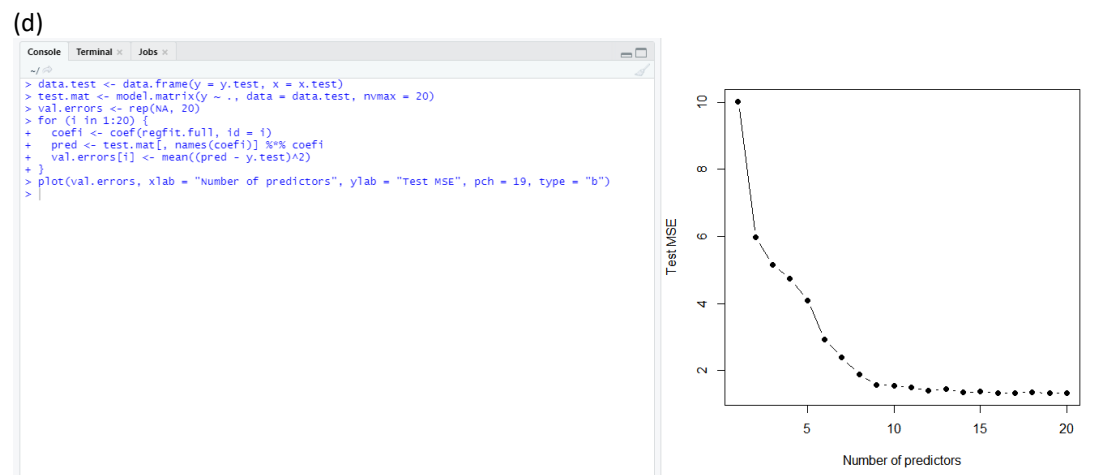 (d)
Console Terminal × Jobs ×
~/
> data.test <- data.frame(y = y.test, x = x.test)
> test.mat <- model.matrix(y ~ ., data = data.test, nvmax = 20)
> val.errors <- rep(NA, 20)
> for (i in 1:20) {
+ coefi <- coef(regfit.full, id = i)
+ pred <- test.mat[, names(coefi)] %*% coefi
+ val.errors[i] <- mean((pred - y.test)^2)
+ }
> plot(val.errors, xlab = "Number of predictors", ylab = "Test MSE", pch = 19, type = "b")
>
Test MSE
10
8
6
4
2
5 10 15 20
Number of predictors